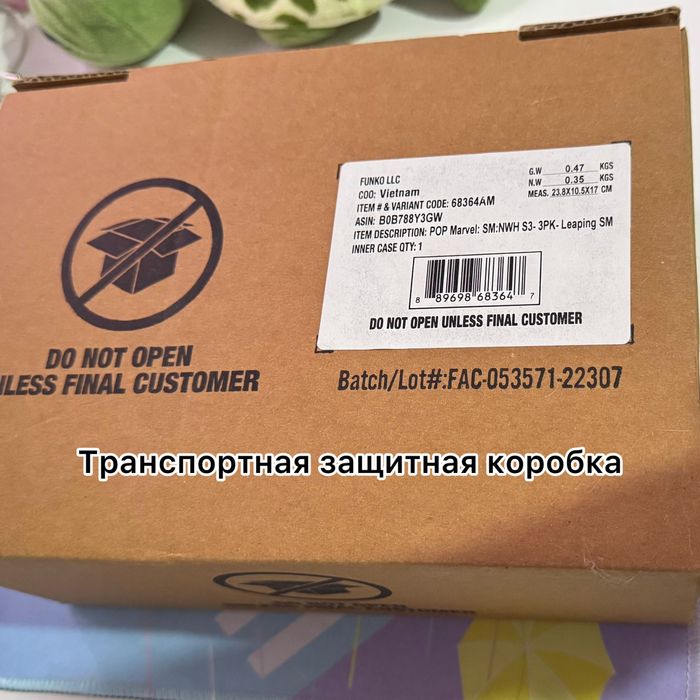 FUNKO LLC
COO: Vietnam
ITEM # & VARIANT CODE: 68364AM
ASIN: B0B788Y3GW
ITEM DESCRIPTION: POP Marvel: SM:NWH S3- 3PK- Leaping SM
INNER CASE QTY: 1
G.W 0.47 KGS
N.W 0.35 KGS
MEAS. 23.8X10.5X17 CM
8 89698 68364 7
DO NOT OPEN UNLESS FINAL CUSTOMER
DO NOT OPEN
NLESS FINAL CUSTOMER
Batch/Lot#:FAC-053571-22307
Транспортная защитная коробка